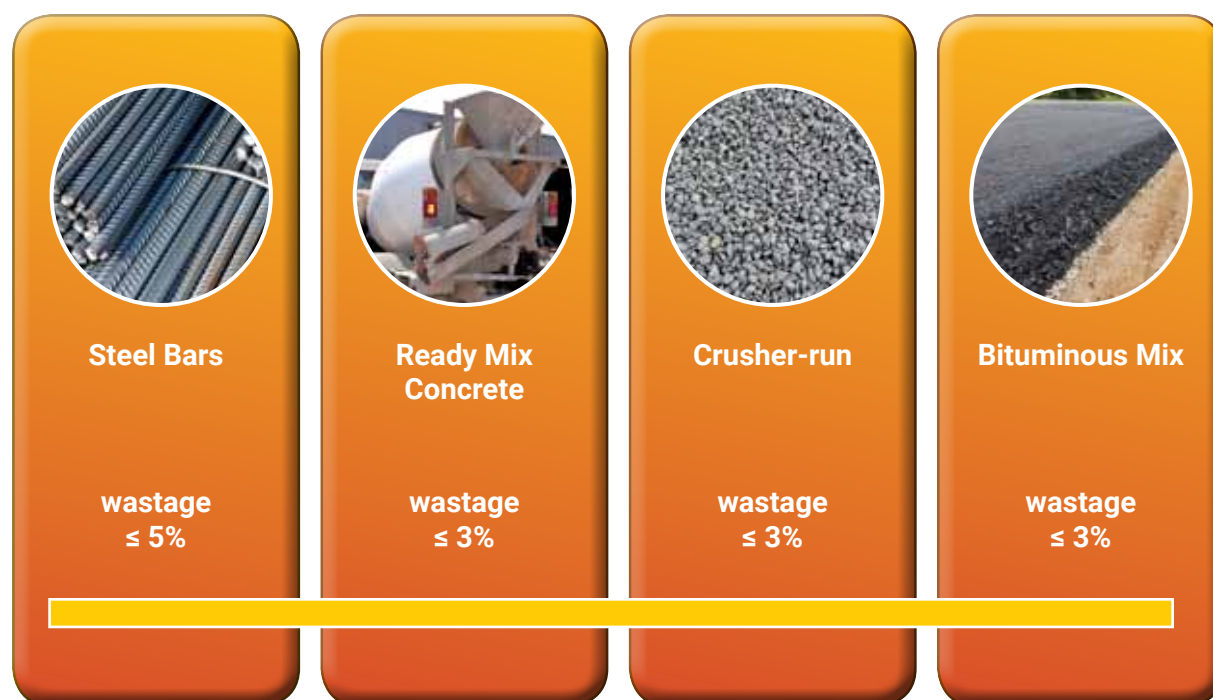 Steel Bars
wastage
≤ 5%
Ready Mix
Concrete
wastage
≤ 3%
Crusher-run
wastage
≤ 3%
Bituminous Mix
wastage
≤ 3%